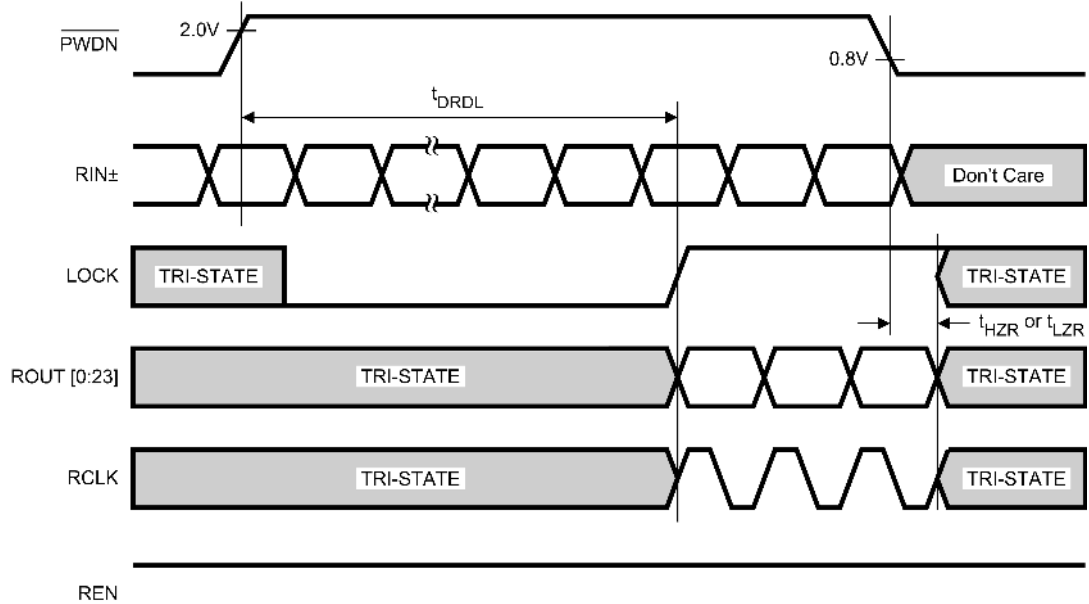 PWDN
2.0V
0.8V
tDRDL
RIN±
Don't Care
LOCK
TRI-STATE
TRI-STATE
tHZR or tLZR
ROUT [0:23]
TRI-STATE
TRI-STATE
RCLK
TRI-STATE
TRI-STATE
REN